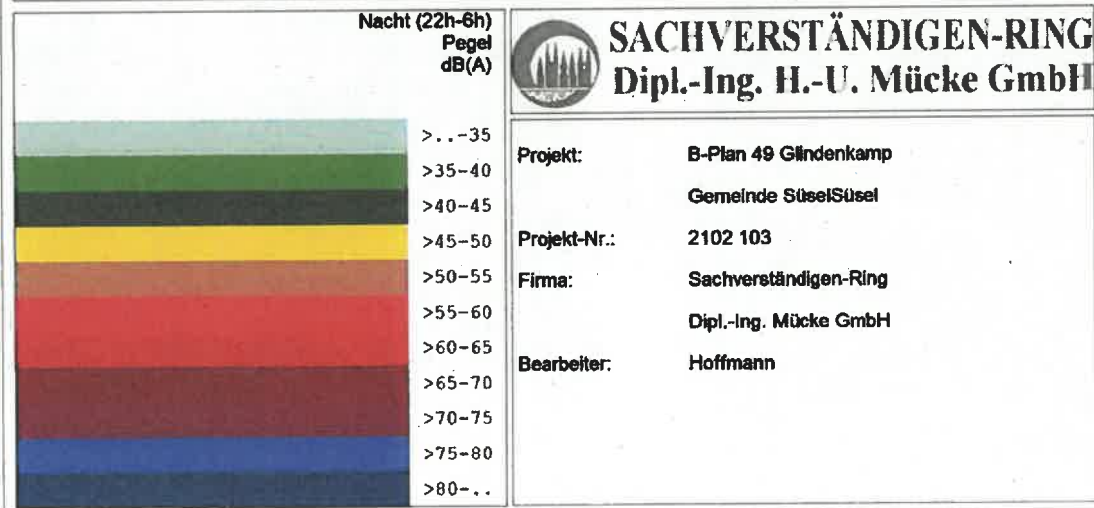 Nacht (22h-6h)
Pegel
dB(A)
>..-35
>35-40
>40-45
>45-50
>50-55
>55-60
>60-65
>65-70
>70-75
>75-80
>80-..
SACHVERSTÄNDIGEN-RING
Dipl.-Ing. H.-U. Mücke GmbH
Projekt: B-Plan 49 Glindenkamp
Gemeinde SüselSüsel
Projekt-Nr.: 2102 103
Firma: Sachverständigen-Ring
Dipl.-Ing. Mücke GmbH
Bearbeiter: Hoffmann